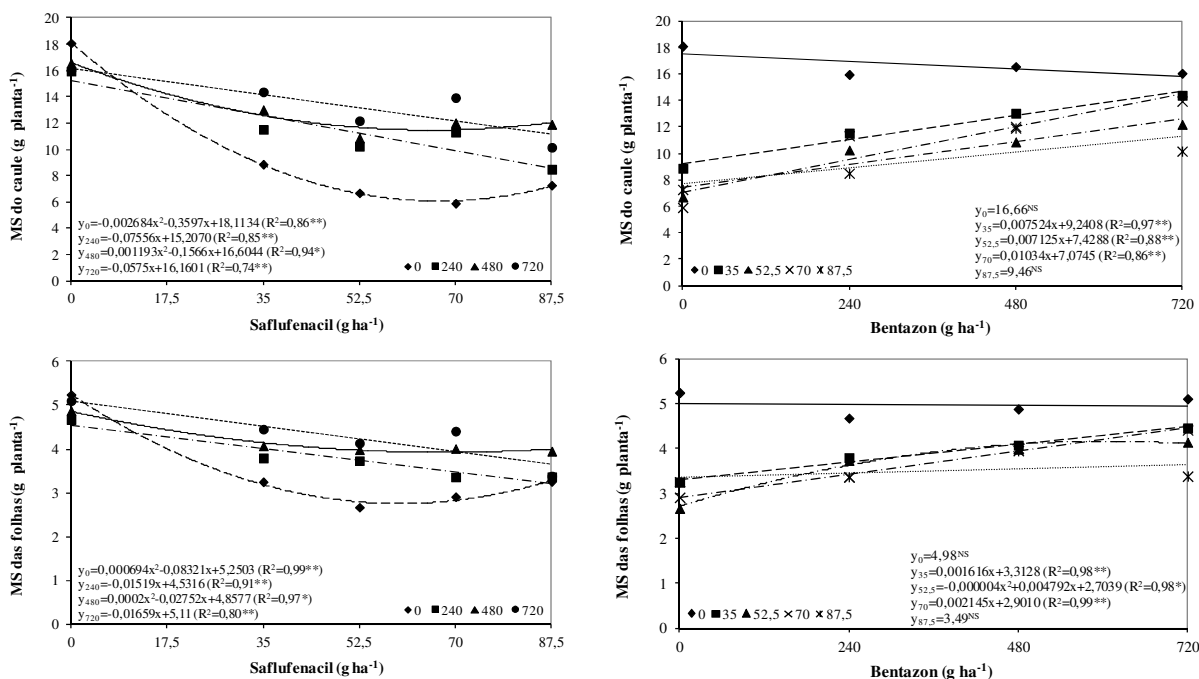 MS do caule (g planta⁻¹)
20
18
16
14
12
10
8
6
4
2
0
y₀=-0,002684x²-0,3597x+18,1134 (R²=0,86**)
y₂₄₀=-0,07556x+15,2070 (R²=0,85**)
y₄₈₀=0,001193x²-0,1566x+16,6044 (R²=0,94*)
y₇₂₀=-0,0575x+16,1601 (R²=0,74**)
0 240 480 720
0 17,5 35 52,5 70 87,5
Saflufenacil (g ha⁻¹)
MS do caule (g planta⁻¹)
20
18
16
14
12
10
8
6
4
2
0
y₀=16,66ᴺˢ
y₃₅=0,007524x+9,2408 (R²=0,97**)
y₅₂,₅=0,007125x+7,4288 (R²=0,88**)
y₇₀=0,01034x+7,0745 (R²=0,86**)
y₈₇,₅=9,46ᴺˢ
0 35 52,5 70 87,5
0 240 480 720
Bentazon (g ha⁻¹)
MS das folhas (g planta⁻¹)
6
5
4
3
2
1
0
y₀=0,000694x²-0,08321x+5,2503 (R²=0,99**)
y₂₄₀=-0,01519x+4,5316 (R²=0,91**)
y₄₈₀=0,0002x²-0,02752x+4,8577 (R²=0,97*)
y₇₂₀=-0,01659x+5,11 (R²=0,80**)
0 240 480 720
0 17,5 35 52,5 70 87,5
Saflufenacil (g ha⁻¹)
MS das folhas (g planta⁻¹)
6
5
4
3
2
1
0
y₀=4,98ᴺˢ
y₃₅=0,001616x+3,3128 (R²=0,98**)
y₅₂,₅=-0,000004x²+0,004792x+2,7039 (R²=0,98*)
y₇₀=0,002145x+2,9010 (R²=0,99**)
y₈₇,₅=3,49ᴺˢ
0 35 52,5 70 87,5
0 240 480 720
Bentazon (g ha⁻¹)